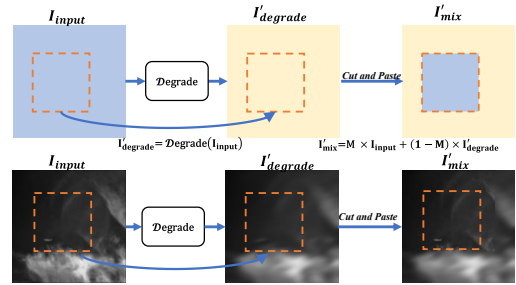 I_input
I'_degrade
I'_mix
Degrade
Cut and Paste
I'_degrade = Degrade(I_input)
I'_mix=M × I_input + (1 − M) × I'_degrade
I_input
I'_degrade
I'_mix
Degrade
Cut and Paste